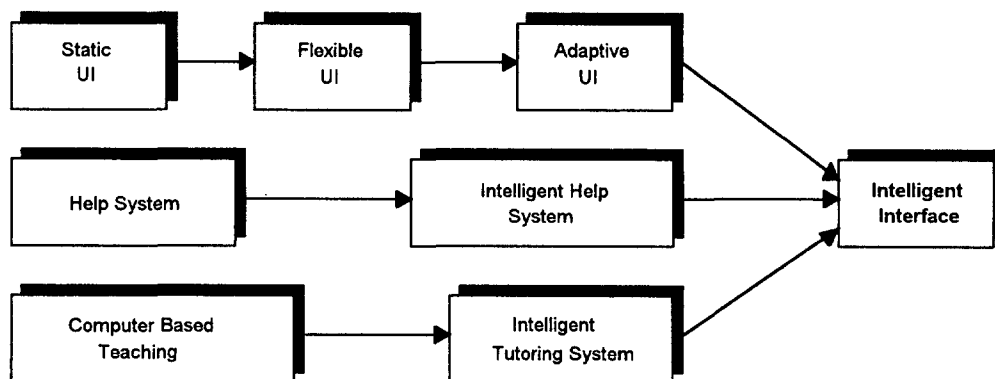 Static
UI
Flexible
UI
Adaptive
UI
Help System
Intelligent Help
System
Intelligent
Interface
Computer Based
Teaching
Intelligent
Tutoring System